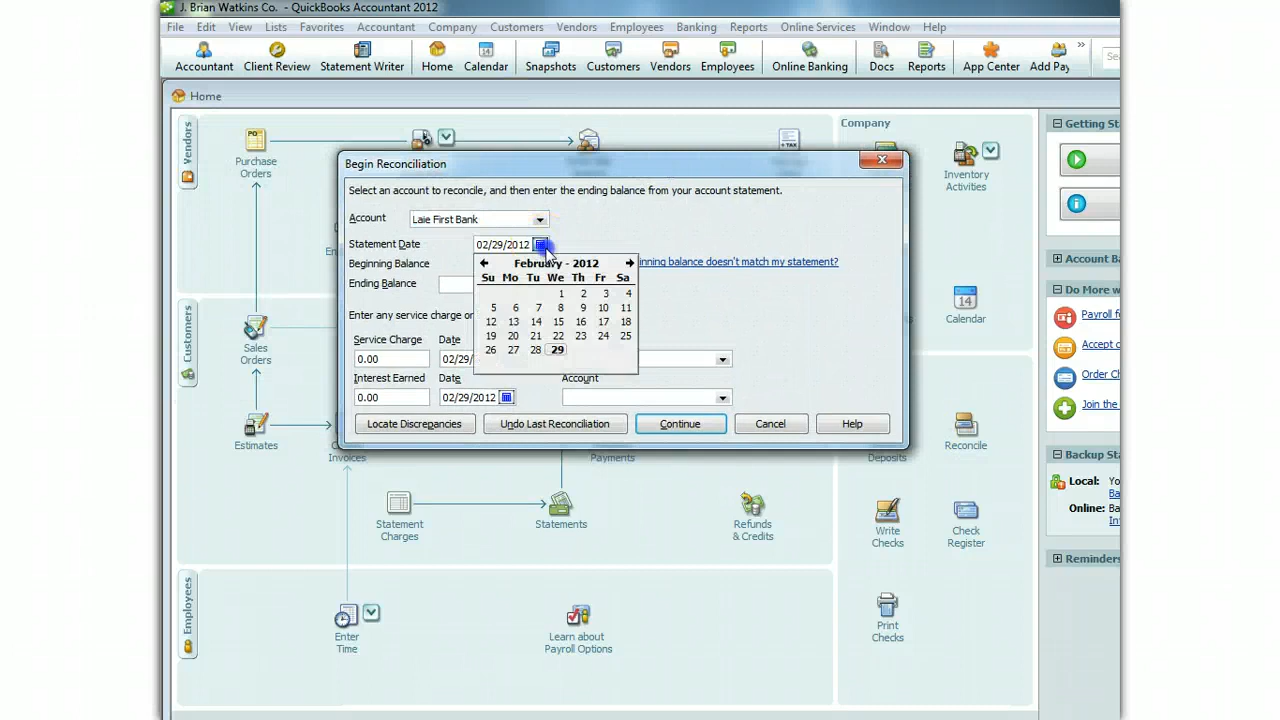 J. Brian Watkins Co. - QuickBooks Accountant 2012
File Edit View Lists Favorites Accountant Company Customers Vendors Employees Banking Reports Online Services Window Help
Accountant Client Review Statement Writer Home Calendar Snapshots Customers Vendors Employees Online Banking Docs Reports App Center Add Pay
Home
Vendors
Purchase
Orders
Company
Inventory
Activities
Getting St
Begin Reconciliation
Select an account to reconcile, and then enter the ending balance from your account statement.
Account Laie First Bank
Statement Date 02/29/2012
Beginning Balance
inning balance doesn't match my statement?
Ending Balance
February - 2012
Su Mo Tu We Th Fr Sa
1 2 3 4
5 6 7 8 9 10 11
12 13 14 15 16 17 18
19 20 21 22 23 24 25
26 27 28 29
Enter any service charge or
Service Charge Date
0.00 02/29/
Interest Earned Date Account
0.00 02/29/2012
Locate Discrepancies Undo Last Reconciliation Continue Cancel Help
Account Ba
Do More w
Payroll f
Accept c
Order Ch
Join the
Calendar
Customers
Sales
Orders
Estimates
Invoices
Payments
Deposits
Reconcile
Backup Sta
Local: Yo
Ba
Online: Ba
In
Statement
Charges
Statements
Refunds
& Credits
Write
Checks
Check
Register
Reminders
Employees
Enter
Time
Learn about
Payroll Options
Print
Checks